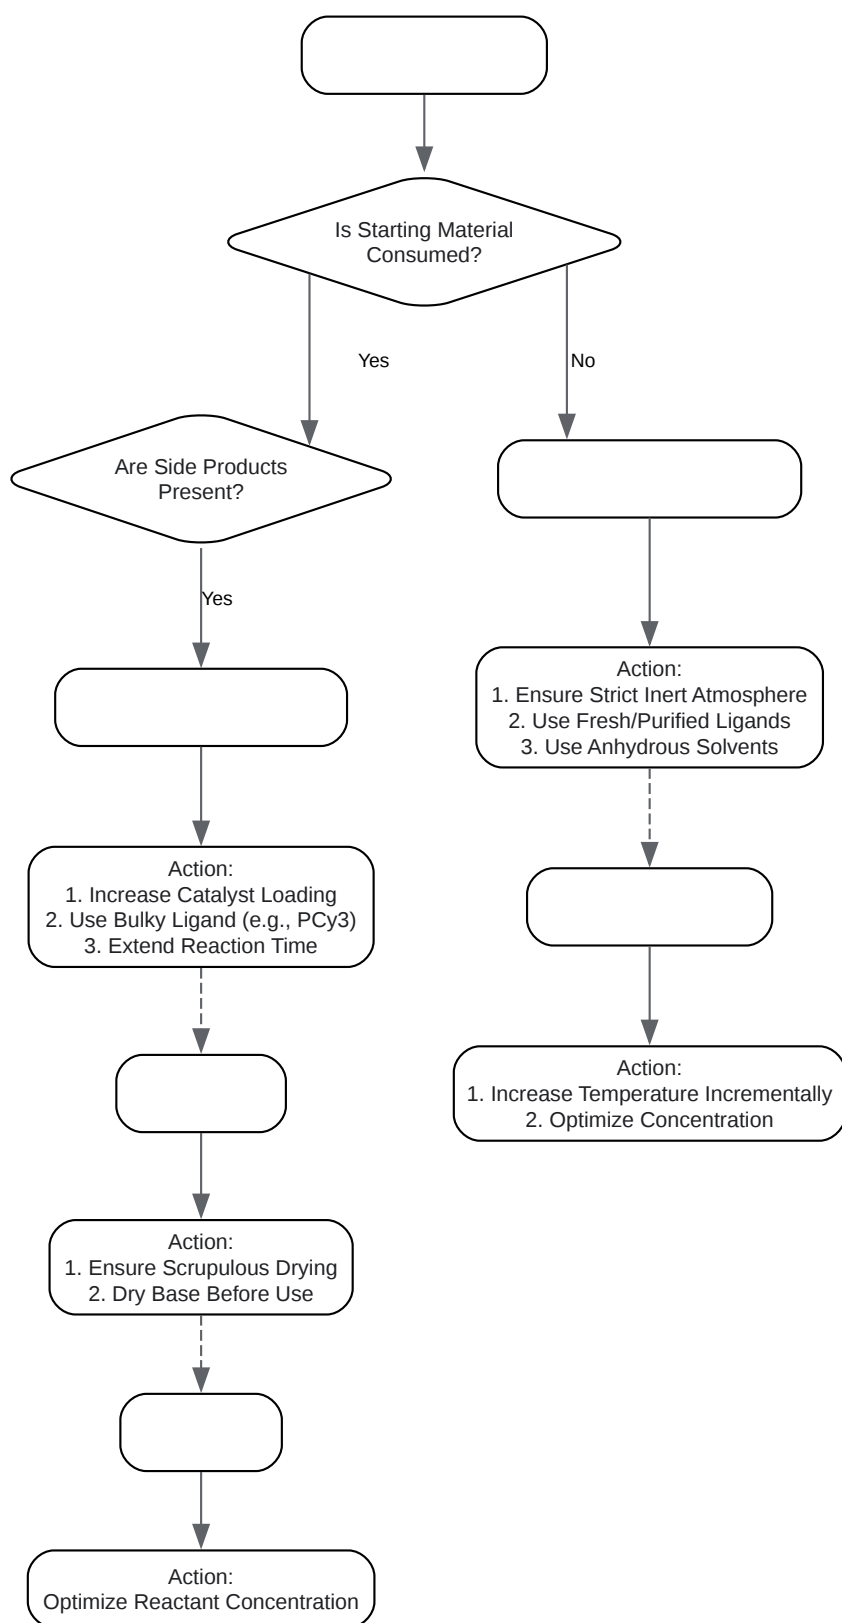 Is Starting Material
Consumed?
Yes
No
Are Side Products
Present?
Yes
Action:
1. Ensure Strict Inert Atmosphere
2. Use Fresh/Purified Ligands
3. Use Anhydrous Solvents
Action:
1. Increase Catalyst Loading
2. Use Bulky Ligand (e.g., PCy3)
3. Extend Reaction Time
Action:
1. Increase Temperature Incrementally
2. Optimize Concentration
Action:
1. Ensure Scrupulous Drying
2. Dry Base Before Use
Action:
Optimize Reactant Concentration